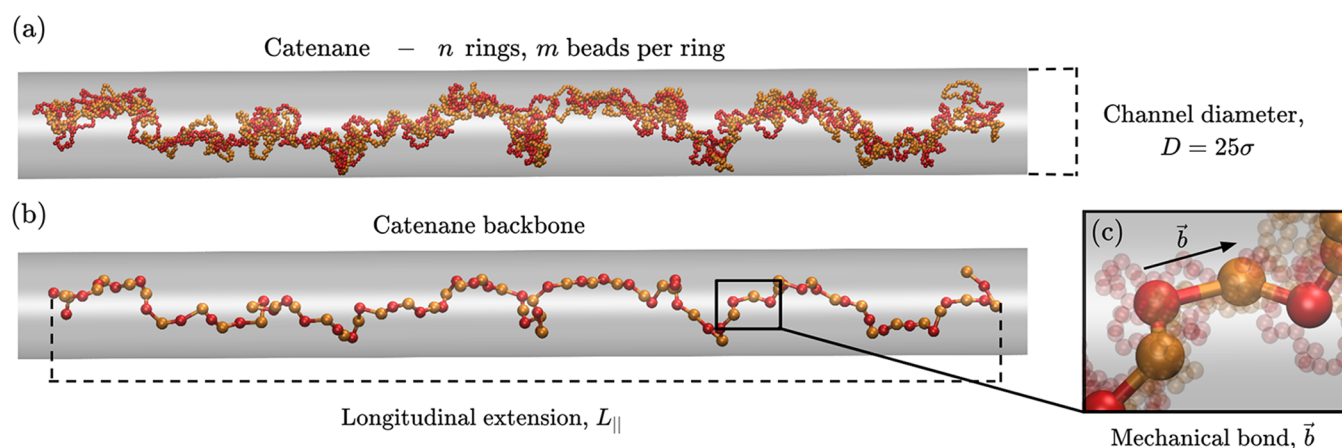 (a)
Catenane – n rings, m beads per ring
Channel diameter,
D = 25σ
(b)
Catenane backbone
(c)
b⃗
Longitudinal extension, L||
Mechanical bond, b⃗